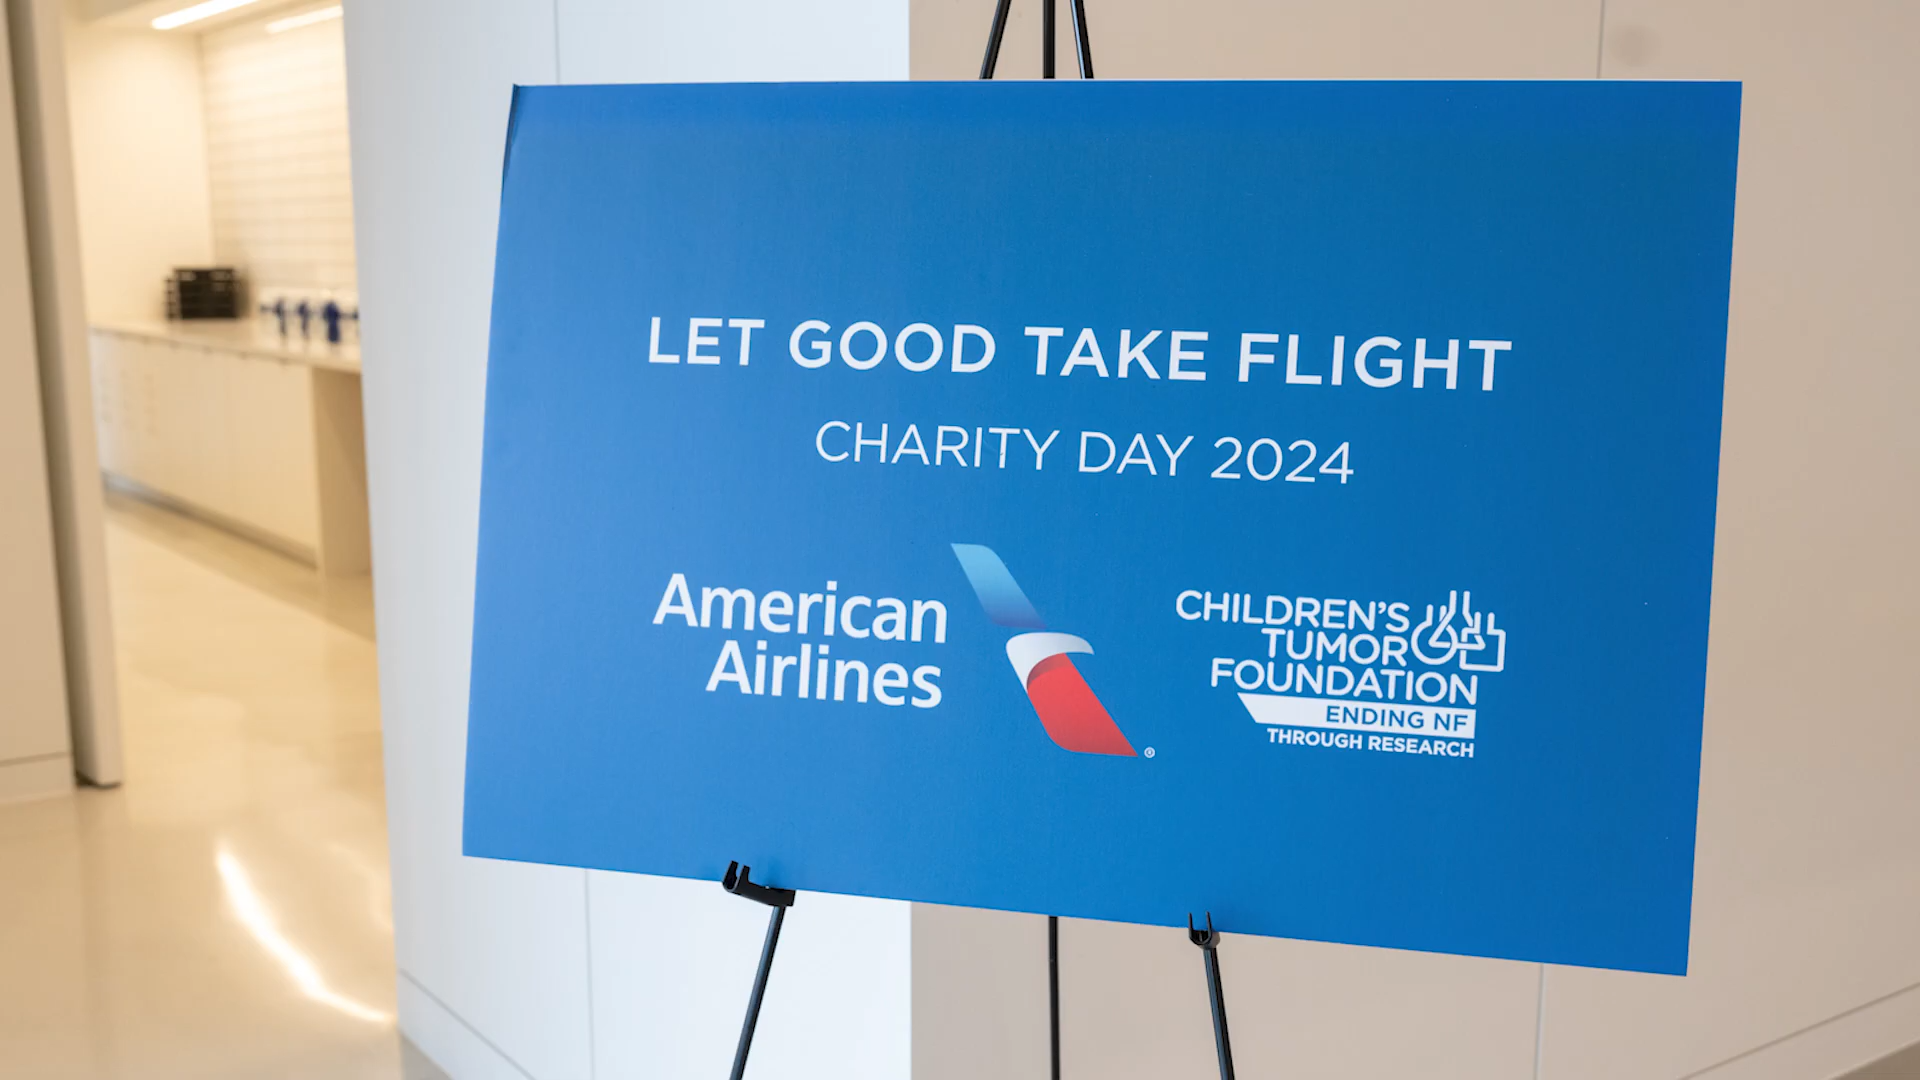 LET GOOD TAKE FLIGHT
CHARITY DAY 2024
American
Airlines
®
CHILDREN'S
TUMOR
FOUNDATION
ENDING NF
THROUGH RESEARCH